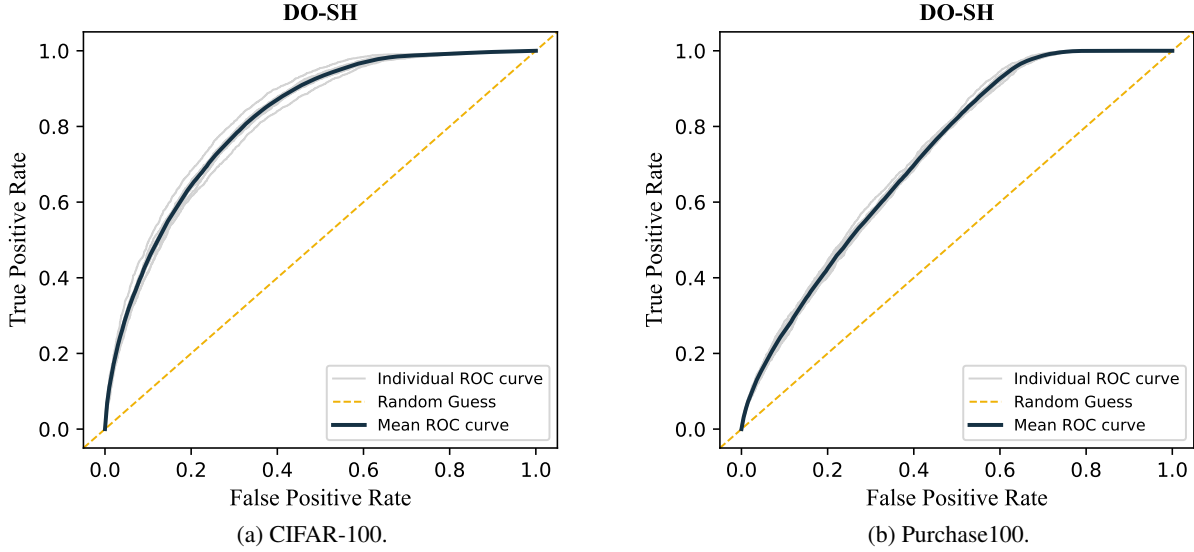 DO-SH
True Positive Rate
1.0
0.8
0.6
0.4
0.2
0.0
Individual ROC curve
Random Guess
Mean ROC curve
0.0 0.2 0.4 0.6 0.8 1.0
False Positive Rate
(a) CIFAR-100.
DO-SH
True Positive Rate
1.0
0.8
0.6
0.4
0.2
0.0
Individual ROC curve
Random Guess
Mean ROC curve
0.0 0.2 0.4 0.6 0.8 1.0
False Positive Rate
(b) Purchase100.